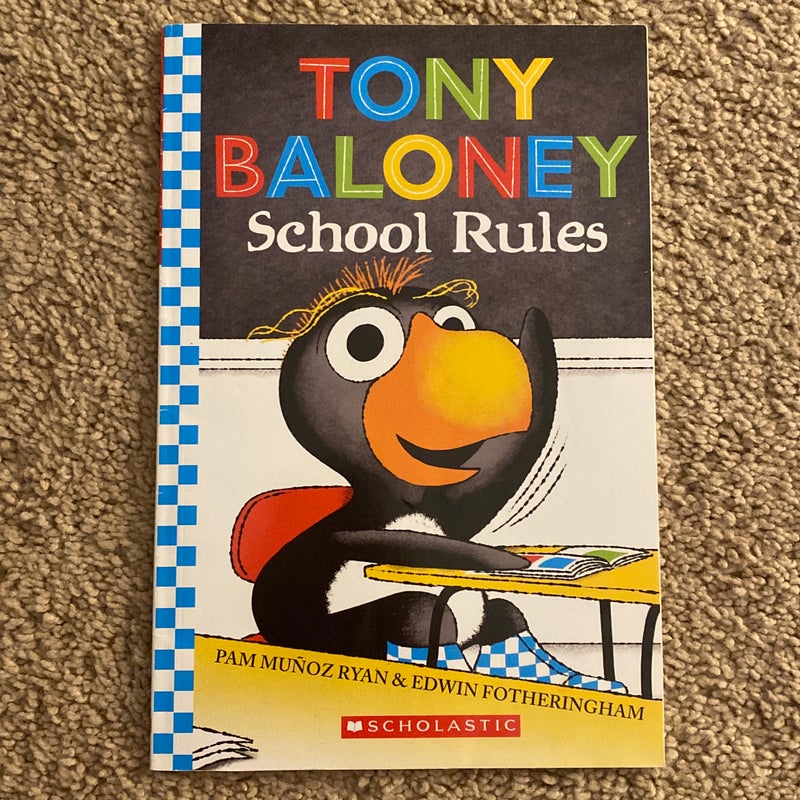 TONY
BALONEY
School Rules
PAM MUÑOZ RYAN & EDWIN FOTHERINGHAM
SCHOLASTIC